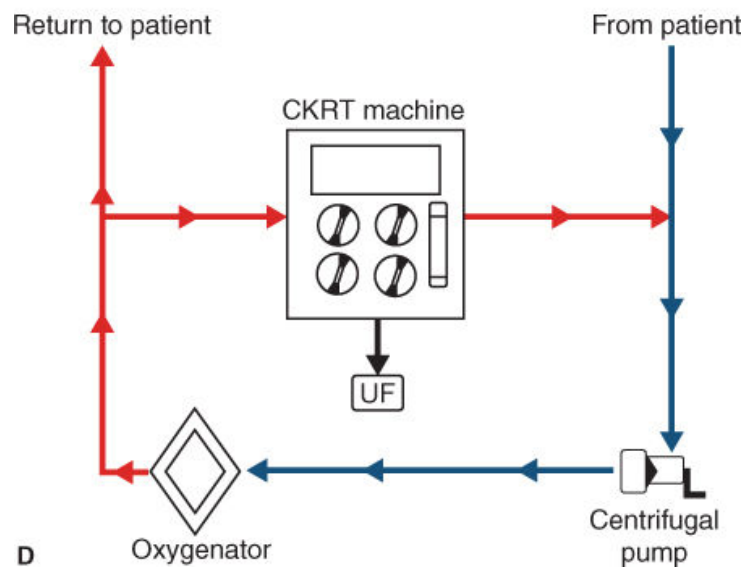 Return to patient
From patient
CKRT machine
UF
Oxygenator
Centrifugal
pump
D